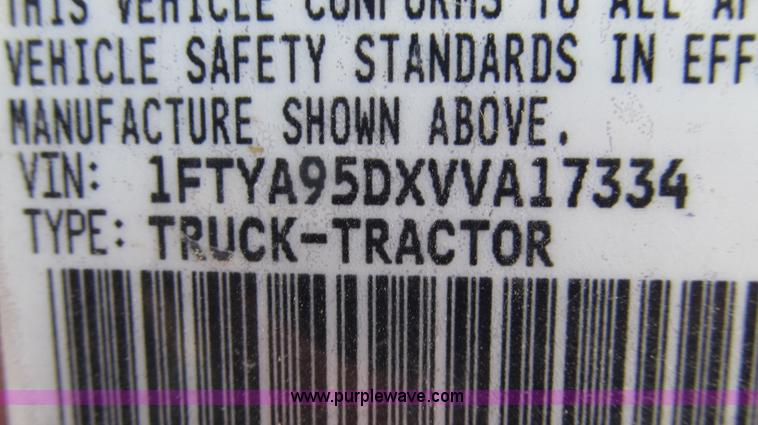 THIS VEHICLE CONFORMS TO ALL
VEHICLE SAFETY STANDARDS IN EFF
MANUFACTURE SHOWN ABOVE.
VIN: 1FTYA95DXVVA17334
TYPE: TRUCK-TRACTOR
www.purplewave.com